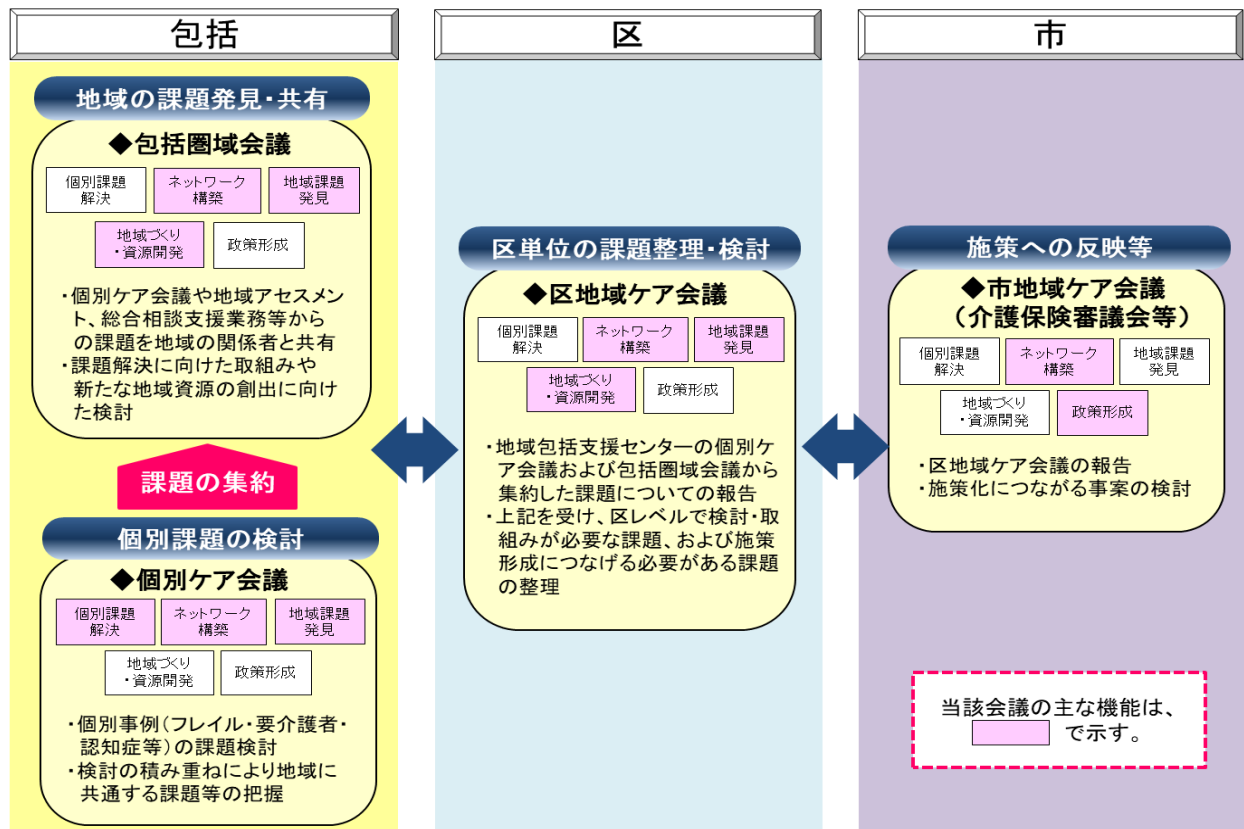 包括
地域の課題発見・共有
◆包括圏域会議
個別課題
解決
ネットワーク
構築
地域課題
発見
地域づくり
・資源開発
政策形成
・個別ケア会議や地域アセスメン
ト、総合相談支援業務等から
の課題を地域の関係者と共有
・課題解決に向けた取組みや
新たな地域資源の創出に向け
た検討
課題の集約
個別課題の検討
◆個別ケア会議
個別課題
解決
ネットワーク
構築
地域課題
発見
地域づくり
・資源開発
政策形成
・個別事例(フレイル・要介護者・
認知症等)の課題検討
・検討の積み重ねにより地域に
共通する課題等の把握
区
区単位の課題整理・検討
◆区地域ケア会議
個別課題
解決
ネットワーク
構築
地域課題
発見
地域づくり
・資源開発
政策形成
・地域包括支援センターの個別ケ
ア会議および包括圏域会議から
集約した課題についての報告
・上記を受け、区レベルで検討・取
組みが必要な課題、および施策
形成につなげる必要がある課題
の整理
市
施策への反映等
◆市地域ケア会議
(介護保険審議会等)
個別課題
解決
ネットワーク
構築
地域課題
発見
地域づくり
・資源開発
政策形成
・区地域ケア会議の報告
・施策化につながる事案の検討
当該会議の主な機能は、
で示す。